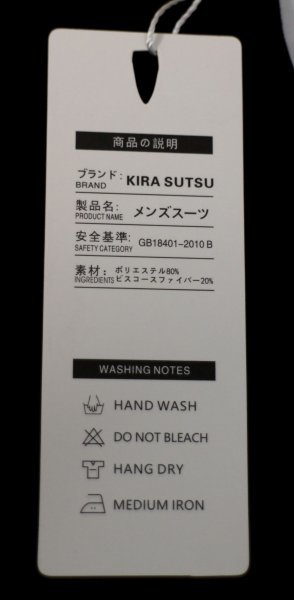 商品の説明
ブランド: KIRA SUTSU
BRAND
製品名: メンズスーツ
PRODUCT NAME
安全基準: GB18401-2010 B
SAFETY CATEGORY
素材: ポリエステル80%
INGREDIENTS ビスコースファイバー20%
WASHING NOTES
HAND WASH
DO NOT BLEACH
HANG DRY
MEDIUM IRON